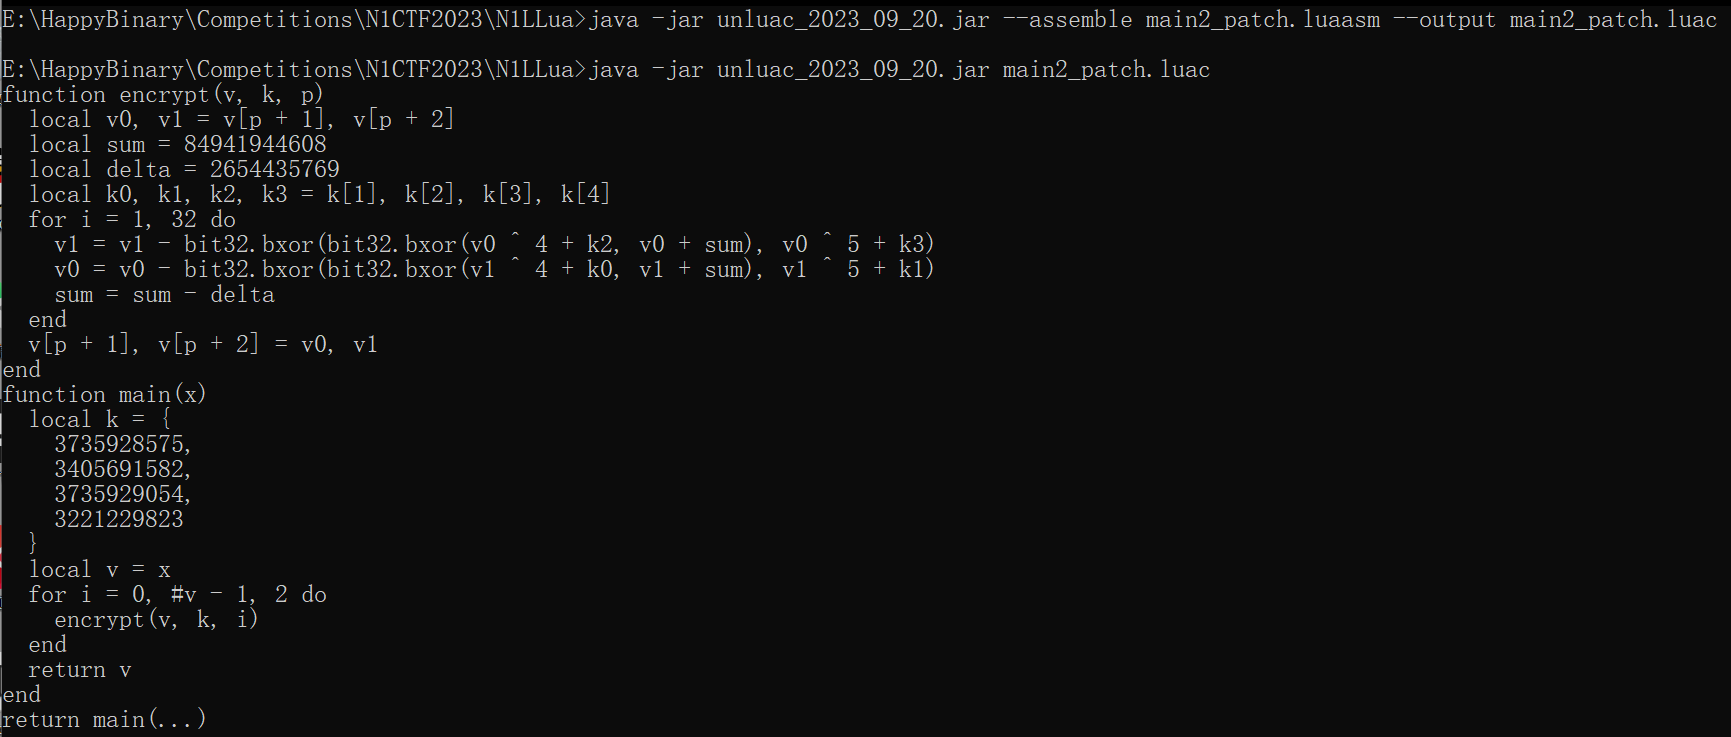 E:\HappyBinary\Competitions\N1CTF2023\N1LLua>java -jar unluac_2023_09_20.jar --assemble main2_patch.luaasm --output main2_patch.luac
E:\HappyBinary\Competitions\N1CTF2023\N1LLua>java -jar unluac_2023_09_20.jar main2_patch.luac
function encrypt(v, k, p)
  local v0, v1 = v[p + 1], v[p + 2]
  local sum = 84941944608
  local delta = 2654435769
  local k0, k1, k2, k3 = k[1], k[2], k[3], k[4]
  for i = 1, 32 do
    v1 = v1 - bit32.bxor(bit32.bxor(v0 ^ 4 + k2, v0 + sum), v0 ^ 5 + k3)
    v0 = v0 - bit32.bxor(bit32.bxor(v1 ^ 4 + k0, v1 + sum), v1 ^ 5 + k1)
    sum = sum - delta
  end
  v[p + 1], v[p + 2] = v0, v1
end
function main(x)
  local k = {
    3735928575,
    3405691582,
    3735929054,
    3221229823
  }
  local v = x
  for i = 0, #v - 1, 2 do
    encrypt(v, k, i)
  end
  return v
end
return main(...)